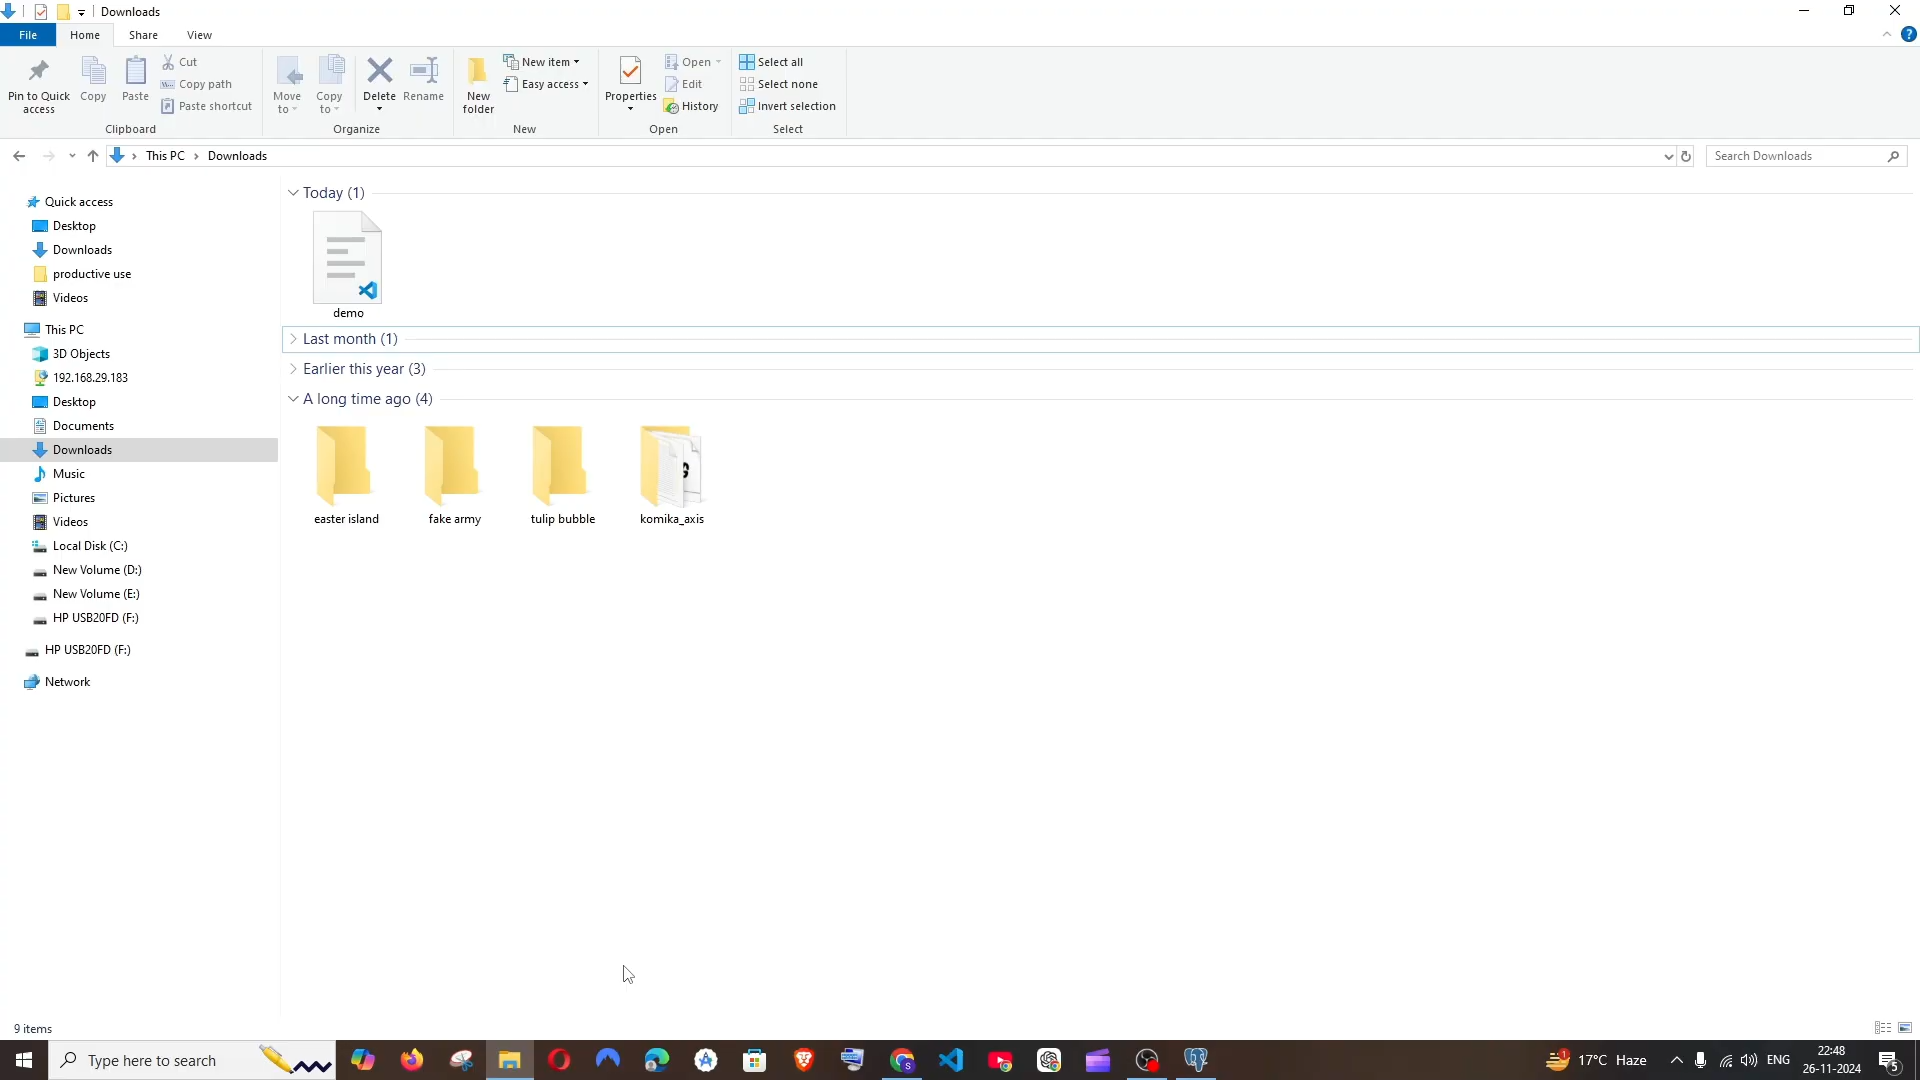 Downloads
File
Home
Share
View
Pin to Quick
access
Copy
Paste
Cut
Copy path
Paste shortcut
Clipboard
Move
to
Copy
to
Delete
Rename
Organize
New
folder
New item
Easy access
New
Properties
Open
Edit
History
Open
Select all
Select none
Invert selection
Select
This PC
Downloads
Search Downloads
Quick access
Desktop
Downloads
productive use
Videos
This PC
3D Objects
192.168.29.183
Desktop
Documents
Downloads
Music
Pictures
Videos
Local Disk (C:)
New Volume (D:)
New Volume (E:)
HP USB20FD (F:)
HP USB20FD (F:)
Network
Today (1)
demo
Last month (1)
Earlier this year (3)
A long time ago (4)
easter island
fake army
tulip bubble
komika_axis
9 items
Type here to search
1
17°C Haze
ENG
22:48
26-11-2024
5